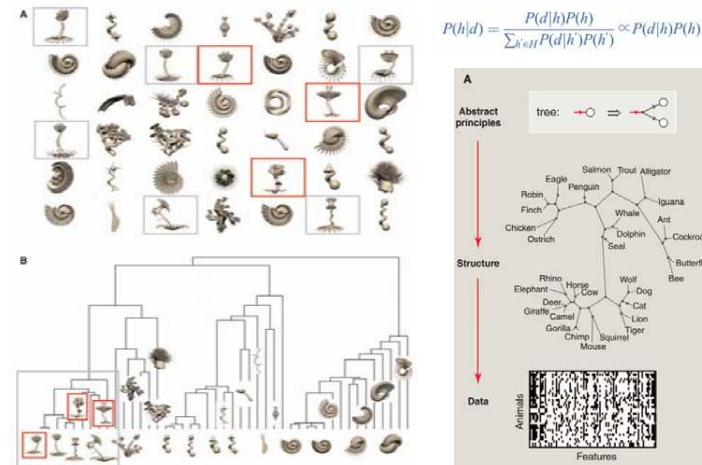 A
P(h|d) = P(d|h)P(h) / ∑h′∈H P(d|h′)P(h′) ∝ P(d|h)P(h)
B
A
Abstract
principles
tree:
Structure
Data
Salmon
Trout
Alligator
Eagle
Penguin
Robin
Iguana
Finch
Whale
Ant
Chicken
Dolphin
Cockroa
Ostrich
Seal
Butterf
Bee
Rhino
Wolf
Elephant
Horse
Dog
Cow
Deer
Cat
Giraffe
Camel
Lion
Gorilla
Tiger
Chimp
Squirrel
Mouse
Animals
Features